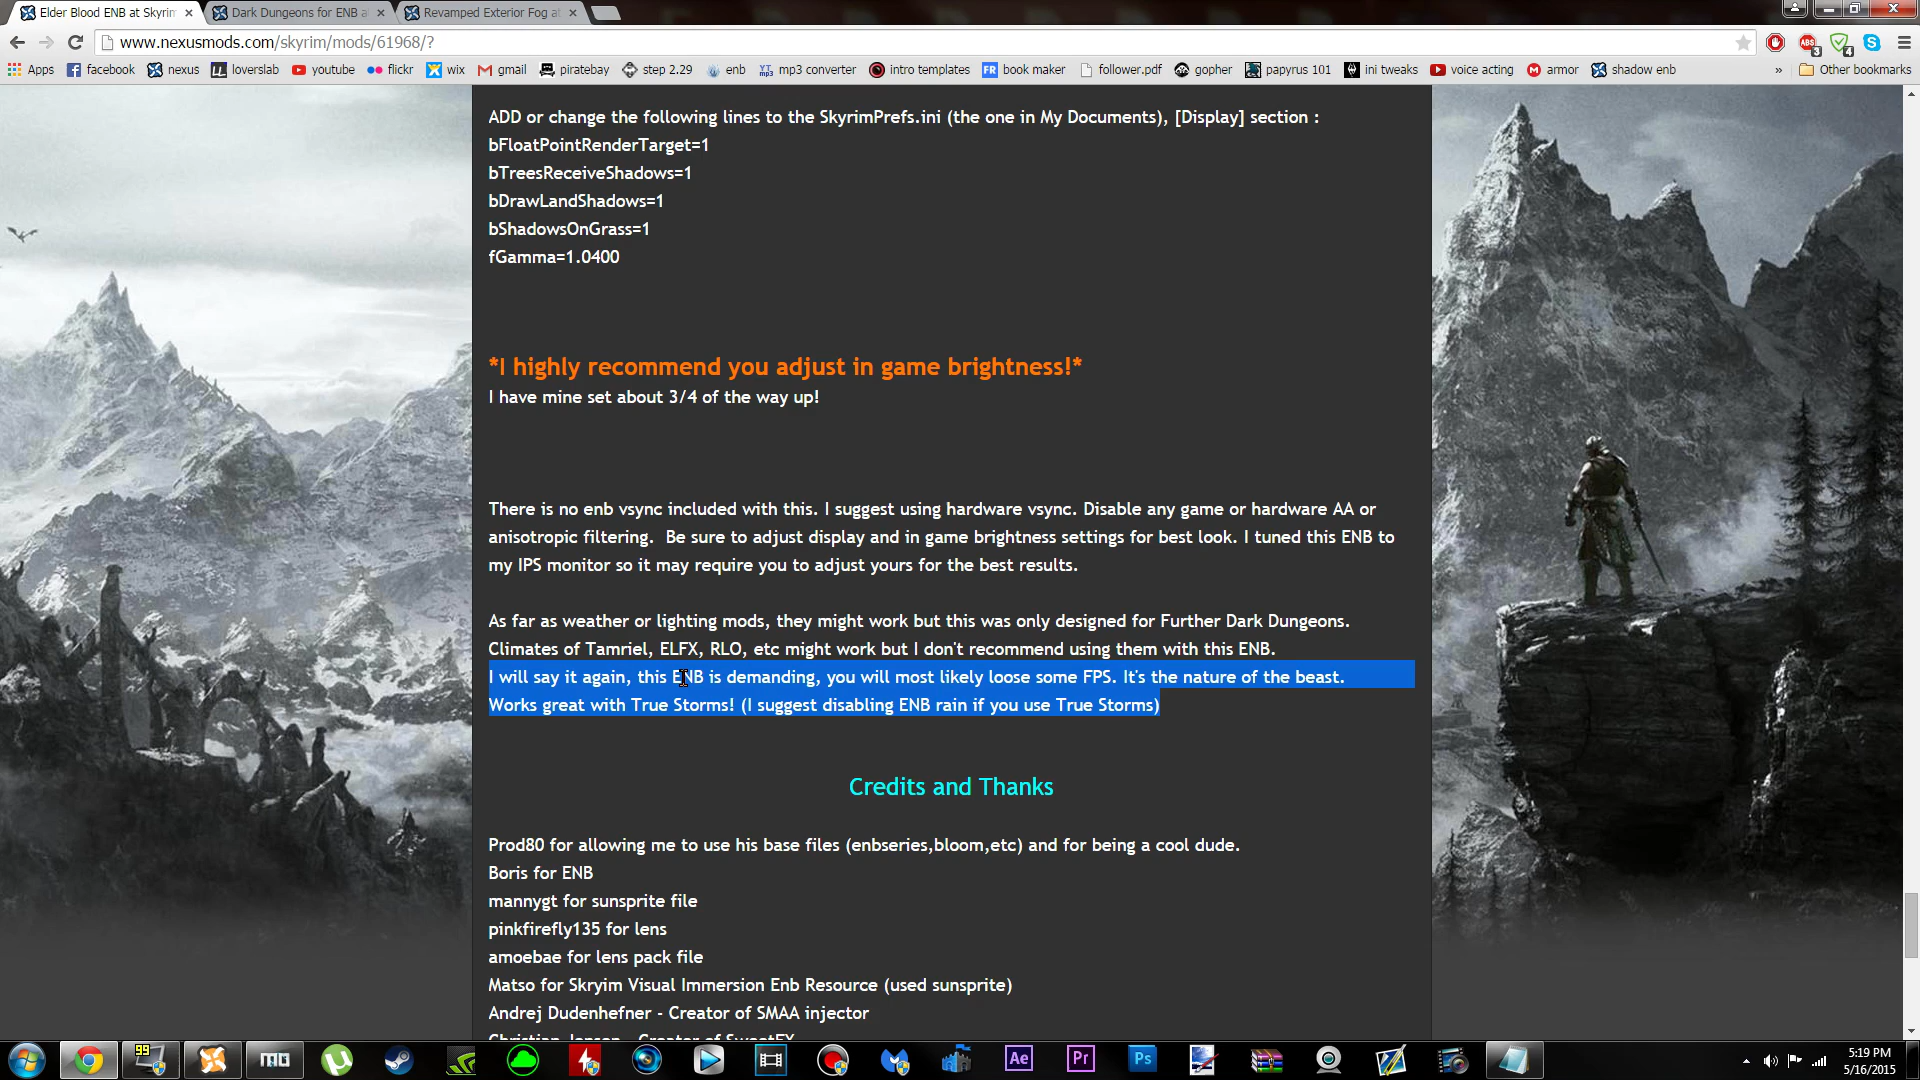 Elder Blood ENB at Skyrim
Dark Dungeons for ENB a
Revamped Exterior Fog at
www.nexusmods.com/skyrim/mods/61968/?
ABS
3
4
Apps facebook nexus loverslab youtube flickr wix gmail piratebay step 2.29 enb mp3 converter intro templates FR book maker follower.pdf gopher papyrus 101 ini tweaks voice acting armor shadow enb » Other bookmarks
ADD or change the following lines to the SkyrimPrefs.ini (the one in My Documents), [Display] section :
bFloatPointRenderTarget=1
bTreesReceiveShadows=1
bDrawLandShadows=1
bShadowsOnGrass=1
fGamma=1.0400
*I highly recommend you adjust in game brightness!*
I have mine set about 3/4 of the way up!
There is no enb vsync included with this. I suggest using hardware vsync. Disable any game or hardware AA or
anisotropic filtering.  Be sure to adjust display and in game brightness settings for best look. I tuned this ENB to
my IPS monitor so it may require you to adjust yours for the best results.
As far as weather or lighting mods, they might work but this was only designed for Further Dark Dungeons.
Climates of Tamriel, ELFX, RLO, etc might work but I don't recommend using them with this ENB.
I will say it again, this ENB is demanding, you will most likely loose some FPS. It's the nature of the beast.
Works great with True Storms! (I suggest disabling ENB rain if you use True Storms)
Credits and Thanks
Prod80 for allowing me to use his base files (enbseries,bloom,etc) and for being a cool dude.
Boris for ENB
mannygt for sunsprite file
pinkfirefly135 for lens
amoebae for lens pack file
Matso for Skryim Visual Immersion Enb Resource (used sunsprite)
Andrej Dudenhefner - Creator of SMAA injector
Christian Jensen - Creator of SweetFX
99 MO Ae Pr Ps
5:19 PM
5/16/2015